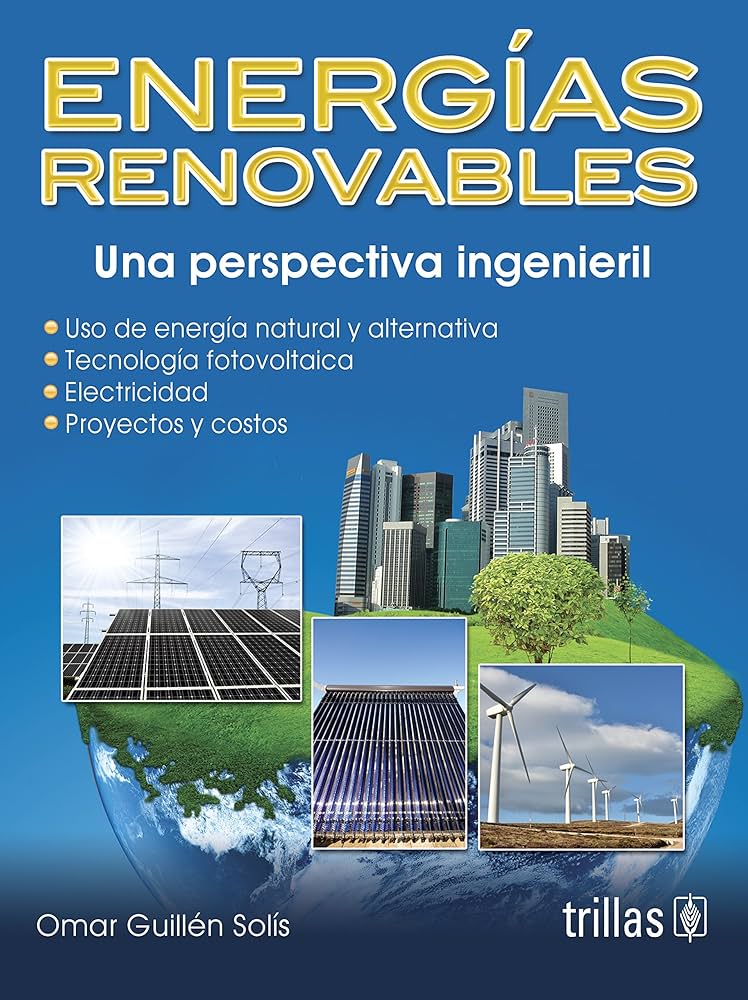 ENERGÍAS
RENOVABLES
Una perspectiva ingenieril
Uso de energía natural y alternativa
Tecnología fotovoltaica
Electricidad
Proyectos y costos
Omar Guillén Solís
trillas